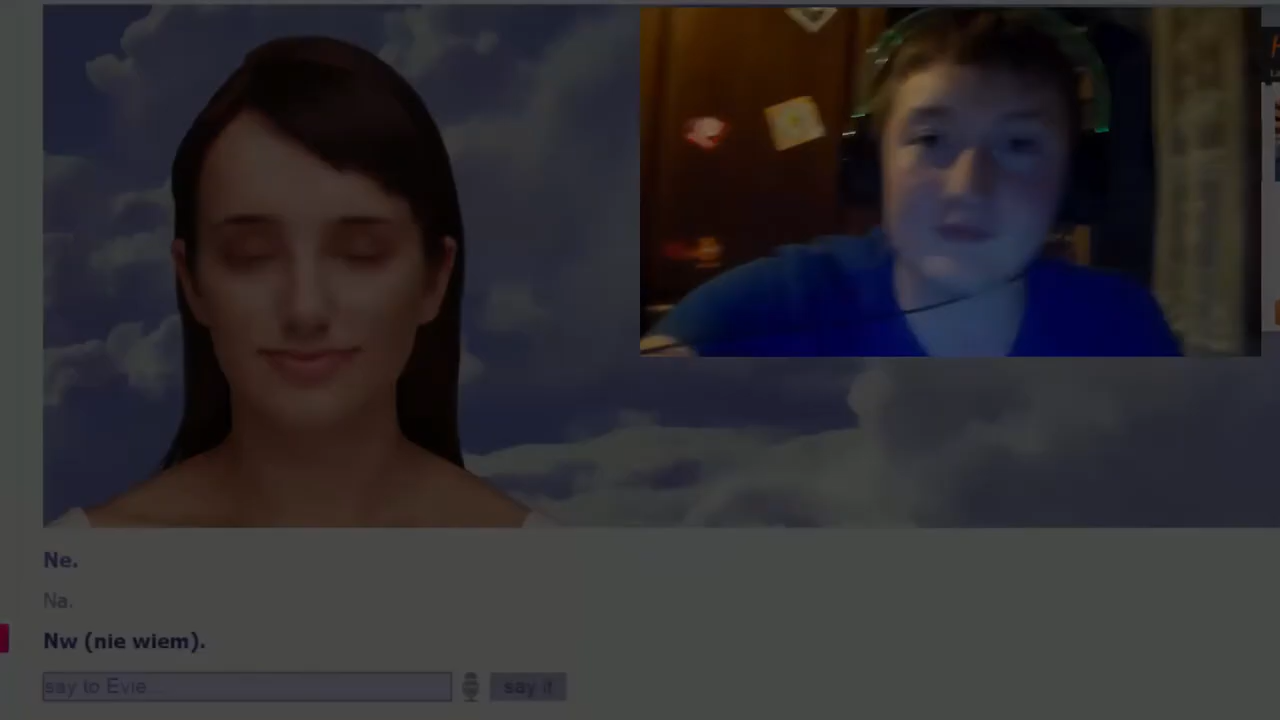 Ne.
Na.
Nw (nie wiem).
say to Evie...
say it